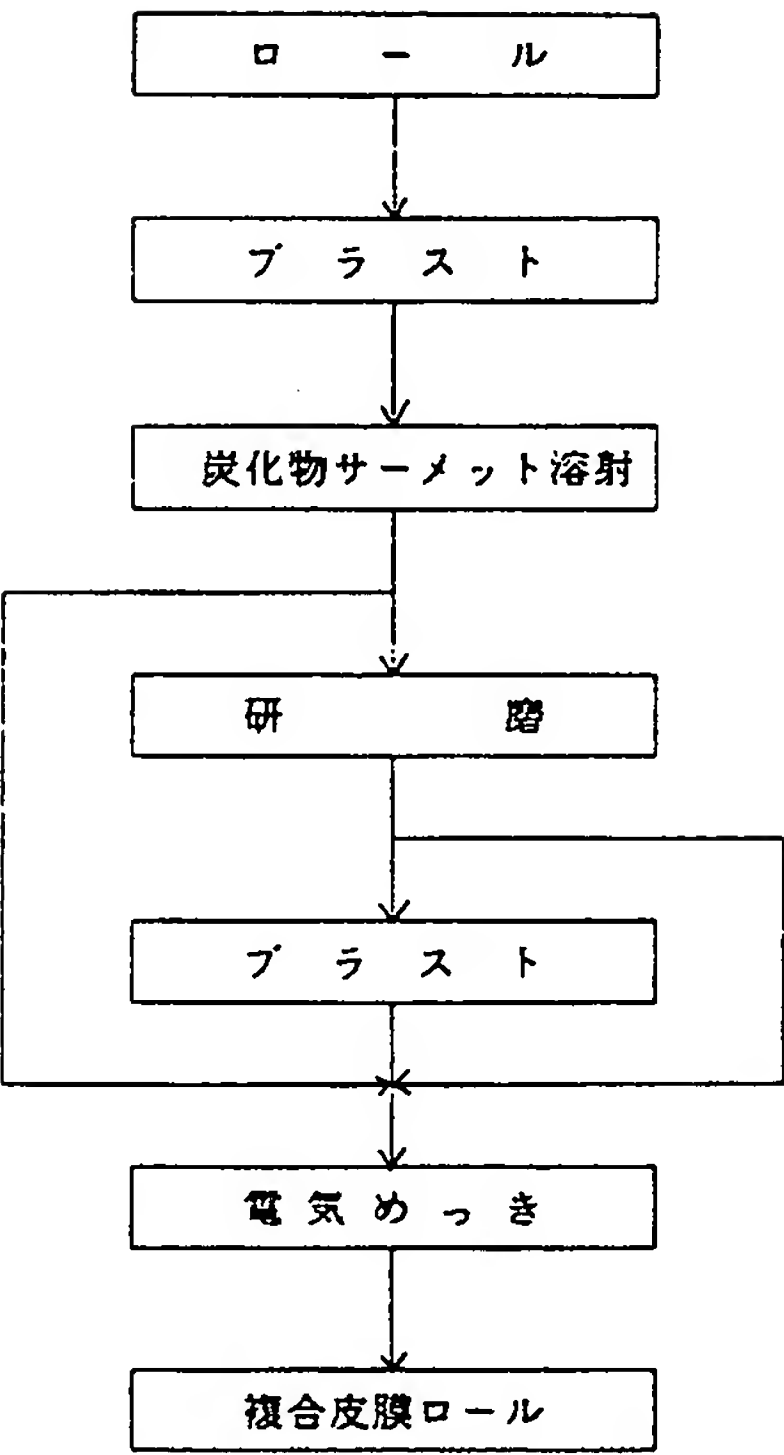 ロール
ブラスト
炭化物サーメット溶射
研磨
ブラスト
電気めっき
複合皮膜ロール